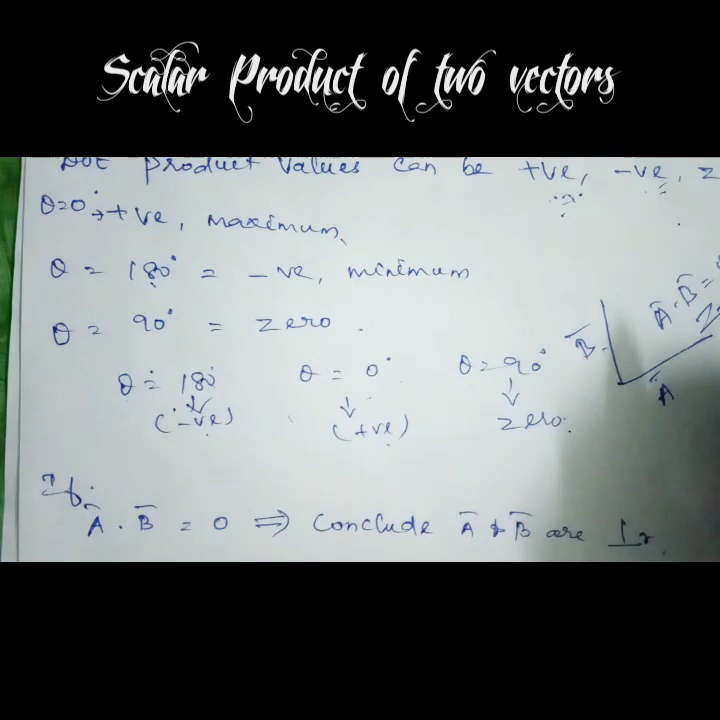 Scalar Product of two vectors
Dot product values can be +ve, -ve, z
θ=0° → +ve, maximum,
θ = 180° = -ve, minimum
θ = 90° = zero.
θ = 180° θ = 0° θ = 90°
↓ ↓ ↓
(-ve) (+ve) zero.
B̅
A̅.B̅ =
A̅
If
A̅ . B̅ = 0 ⇒ conclude A̅ & B̅ are ⊥r